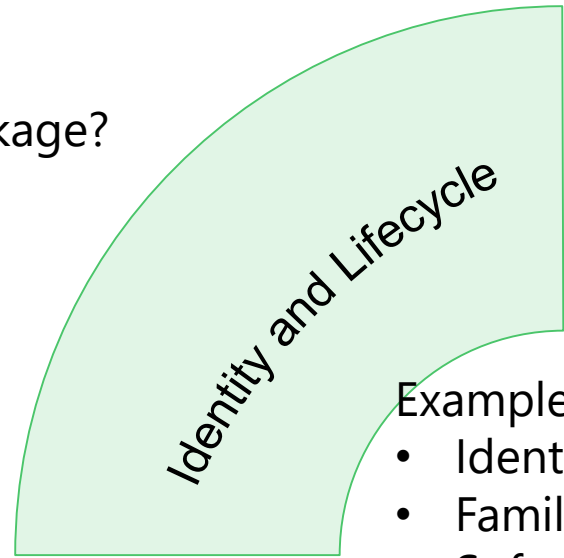 kage?
Identity and Lifecycle
Example
• Ident
• Famil